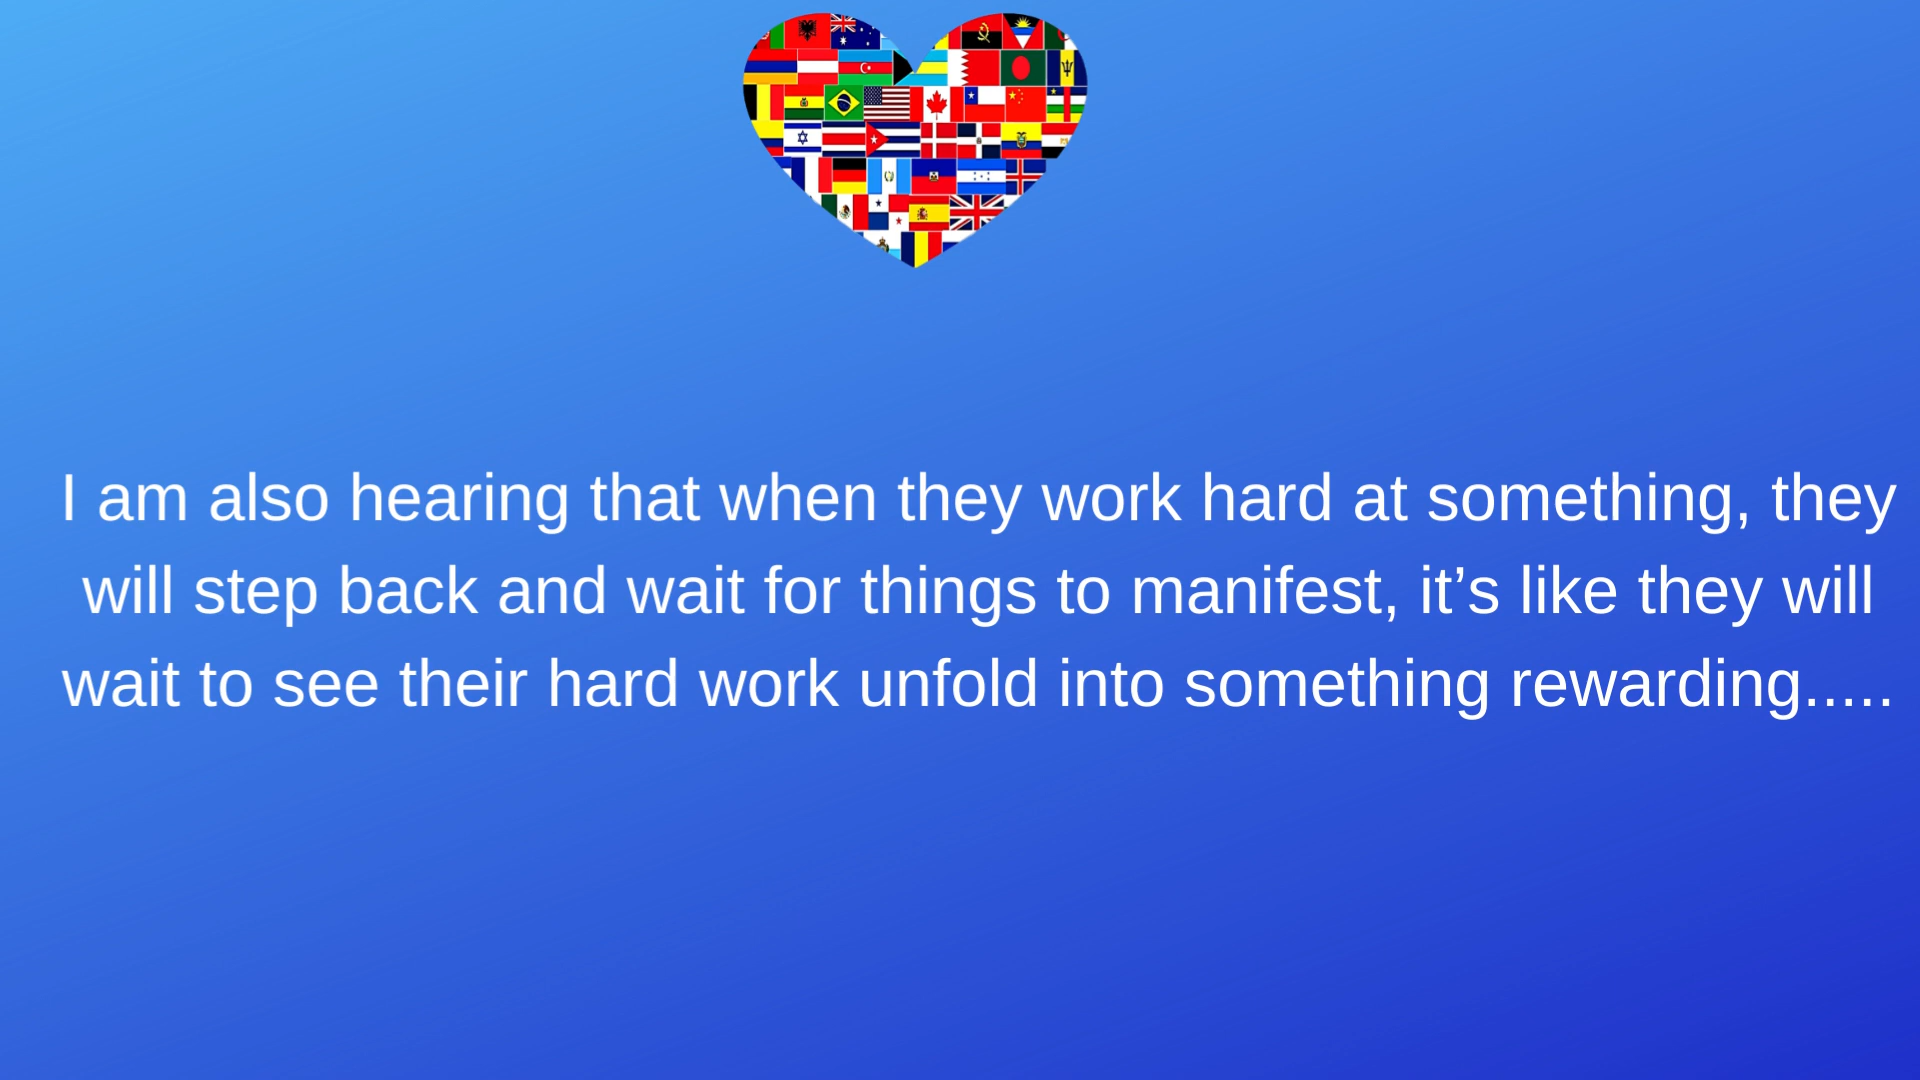 I am also hearing that when they work hard at something, they
will step back and wait for things to manifest, it’s like they will
wait to see their hard work unfold into something rewarding.....